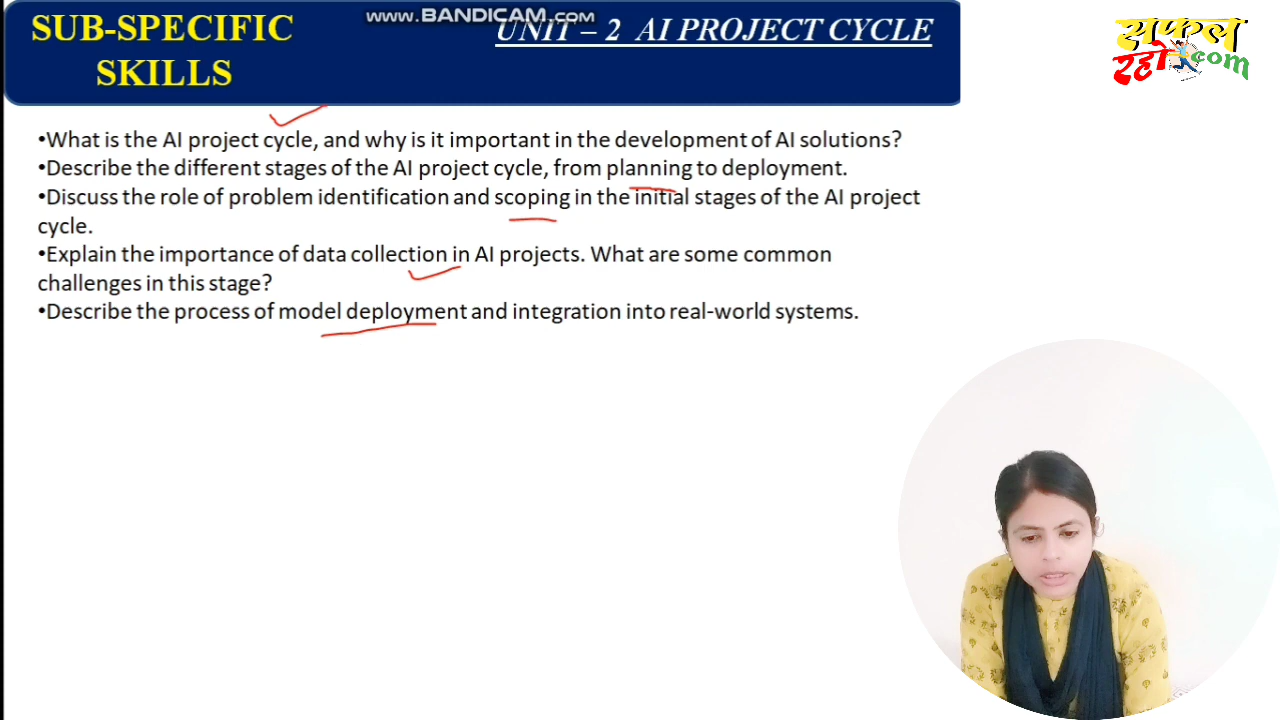 www.BANDICAM.com
SUB-SPECIFIC
SKILLS
UNIT – 2 AI PROJECT CYCLE
सफल
रहो.com
•What is the AI project cycle, and why is it important in the development of AI solutions?
•Describe the different stages of the AI project cycle, from planning to deployment.
•Discuss the role of problem identification and scoping in the initial stages of the AI project
cycle.
•Explain the importance of data collection in AI projects. What are some common
challenges in this stage?
•Describe the process of model deployment and integration into real-world systems.